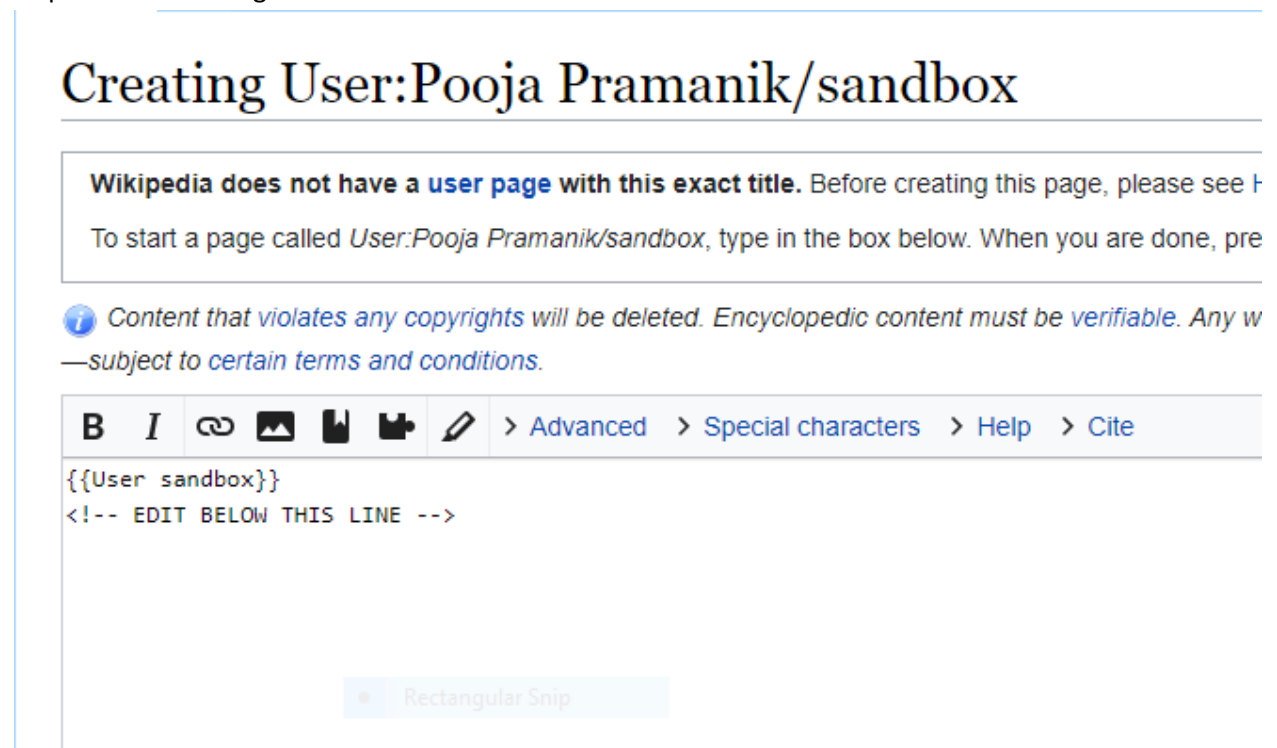 Creating User:Pooja Pramanik/sandbox
Wikipedia does not have a user page with this exact title. Before creating this page, please see
To start a page called User:Pooja Pramanik/sandbox, type in the box below. When you are done, pre
Content that violates any copyrights will be deleted. Encyclopedic content must be verifiable. Any w
—subject to certain terms and conditions.
B I > Advanced > Special characters > Help > Cite
{{User sandbox}}
<!-- EDIT BELOW THIS LINE -->
Rectangular Snip